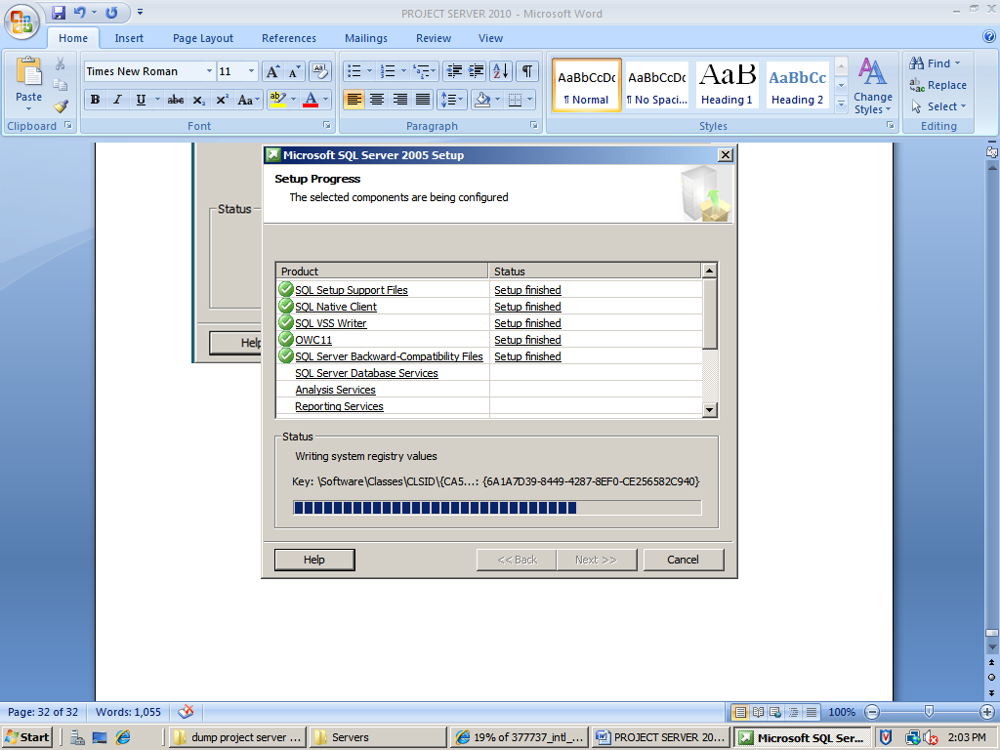 PROJECT SERVER 2010 - Microsoft Word
Home Insert Page Layout References Mailings Review View
Paste
Times New Roman 11
B I U abc X₂ X² Aa ab A
AaBbCcDc AaBbCcDc AaB AaBbCc
¶ Normal ¶ No Spaci... Heading 1 Heading 2
Change Styles
Find
Replace
Select
Clipboard Font Paragraph Styles Editing
Status
Help
Microsoft SQL Server 2005 Setup
Setup Progress
The selected components are being configured
Product Status
SQL Setup Support Files Setup finished
SQL Native Client Setup finished
SQL VSS Writer Setup finished
OWC11 Setup finished
SQL Server Backward-Compatibility Files Setup finished
SQL Server Database Services
Analysis Services
Reporting Services
Status
Writing system registry values
Key: \Software\Classes\CLSID\{CA5...: {6A1A7D39-8449-4287-8EF0-CE256582C940}
Help << Back Next >> Cancel
Page: 32 of 32 Words: 1,055 100%
Start dump project server ... Servers 19% of 377737_intl_... PROJECT SERVER 20... Microsoft SQL Ser... 2:03 PM